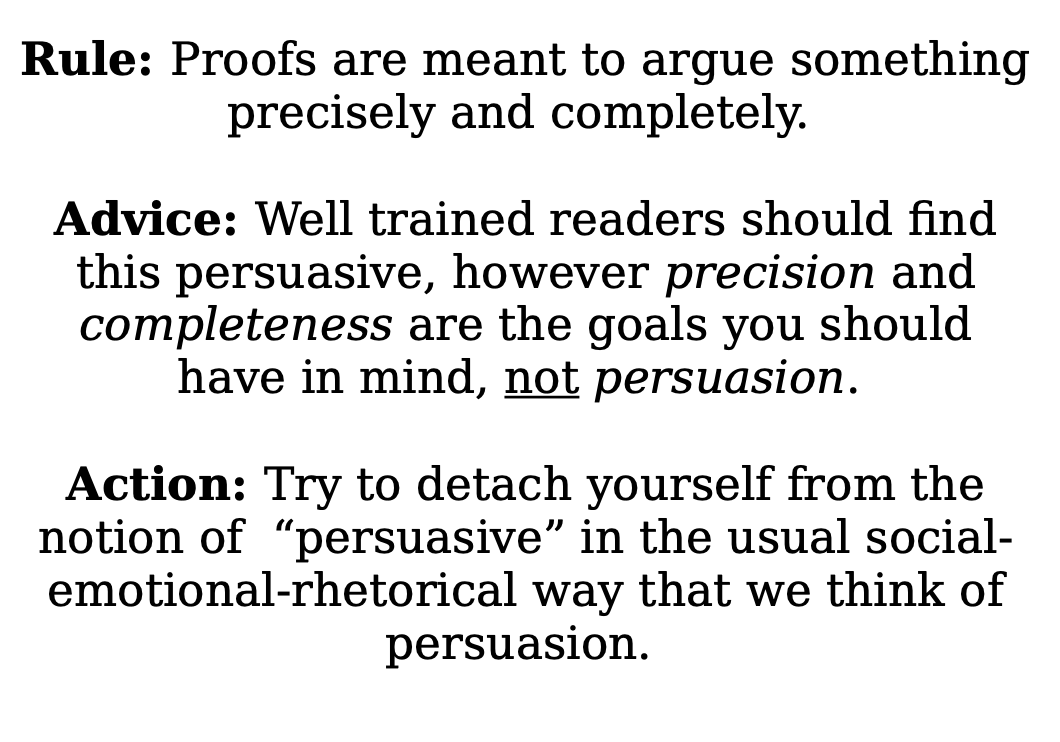 Rule: Proofs are meant to argue something
precisely and completely.
Advice: Well trained readers should find
this persuasive, however precision and
completeness are the goals you should
have in mind, not persuasion.
Action: Try to detach yourself from the
notion of  “persuasive” in the usual social-
emotional-rhetorical way that we think of
persuasion.